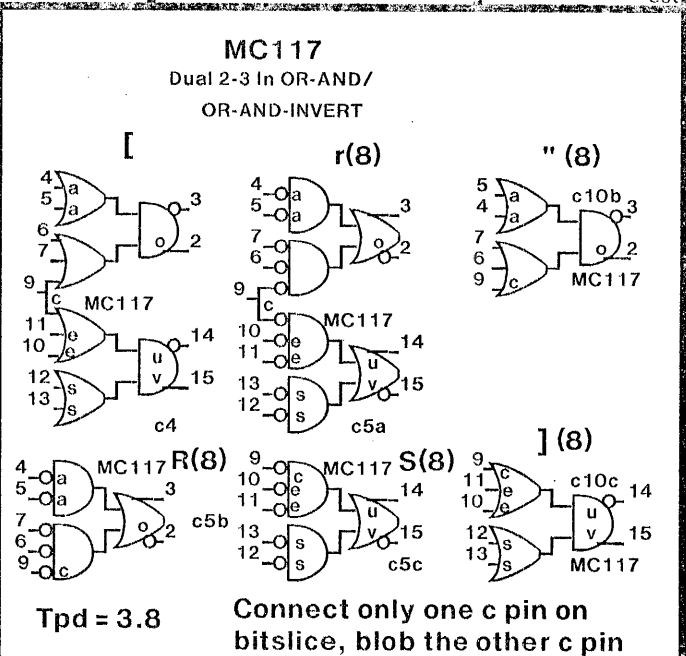 MC117
Dual 2-3 In OR-AND/
OR-AND-INVERT
[
4 a 3
5 a
6
7 o 2
9 c MC117
11 e 14
10 e u
12 s v 15
13 s
c4
r(8)
4 a 3
5 a
7 o 2
6
9 c MC117
10 e 14
11 e u
13 s v 15
12 s
c5a
" (8)
5 a c10b 3
4 a
7
6 o 2
9 c MC117
R(8)
4 a MC117 3
5 a
7 c5b
6 o 2
9 c
S(8)
9 c MC117
10 e 14
11 e u
13 s v 15
12 s c5c
] (8)
9 c c10c
11 e 14
10 e u
12 s v 15
13 s MC117
Tpd = 3.8
Connect only one c pin on
bitslice, blob the other c pin